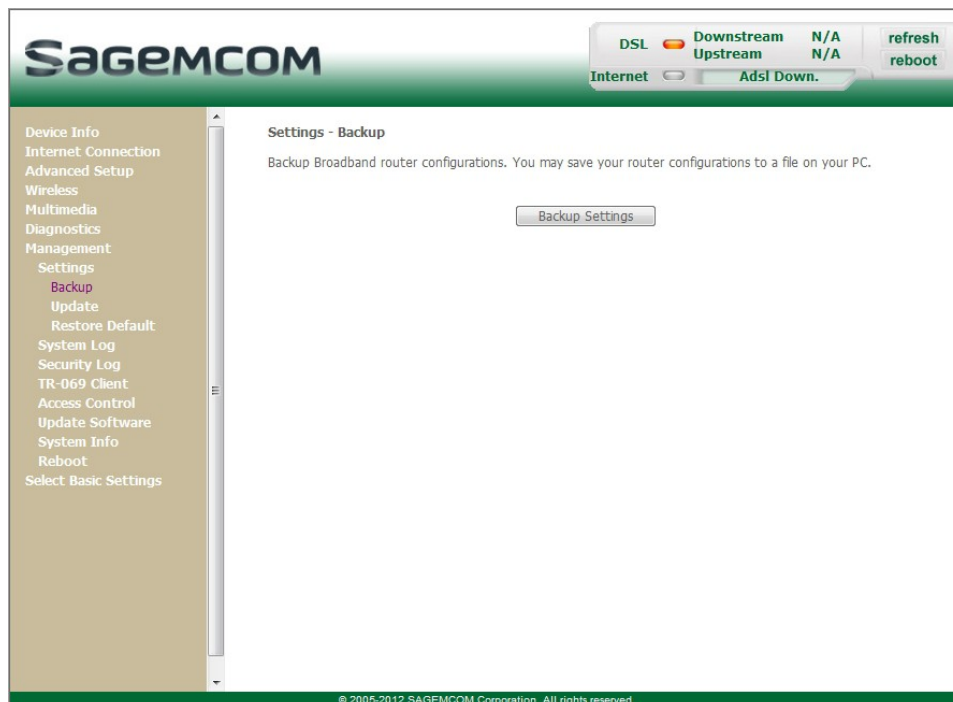 SAGEMCOM
DSL Downstream N/A
Upstream N/A
Internet Adsl Down.
refresh
reboot
Device Info
Internet Connection
Advanced Setup
Wireless
Multimedia
Diagnostics
Management
Settings
Backup
Update
Restore Default
System Log
Security Log
TR-069 Client
Access Control
Update Software
System Info
Reboot
Select Basic Settings
Settings - Backup
Backup Broadband router configurations. You may save your router configurations to a file on your PC.
Backup Settings
© 2005-2012 SAGEMCOM Corporation. All rights reserved.